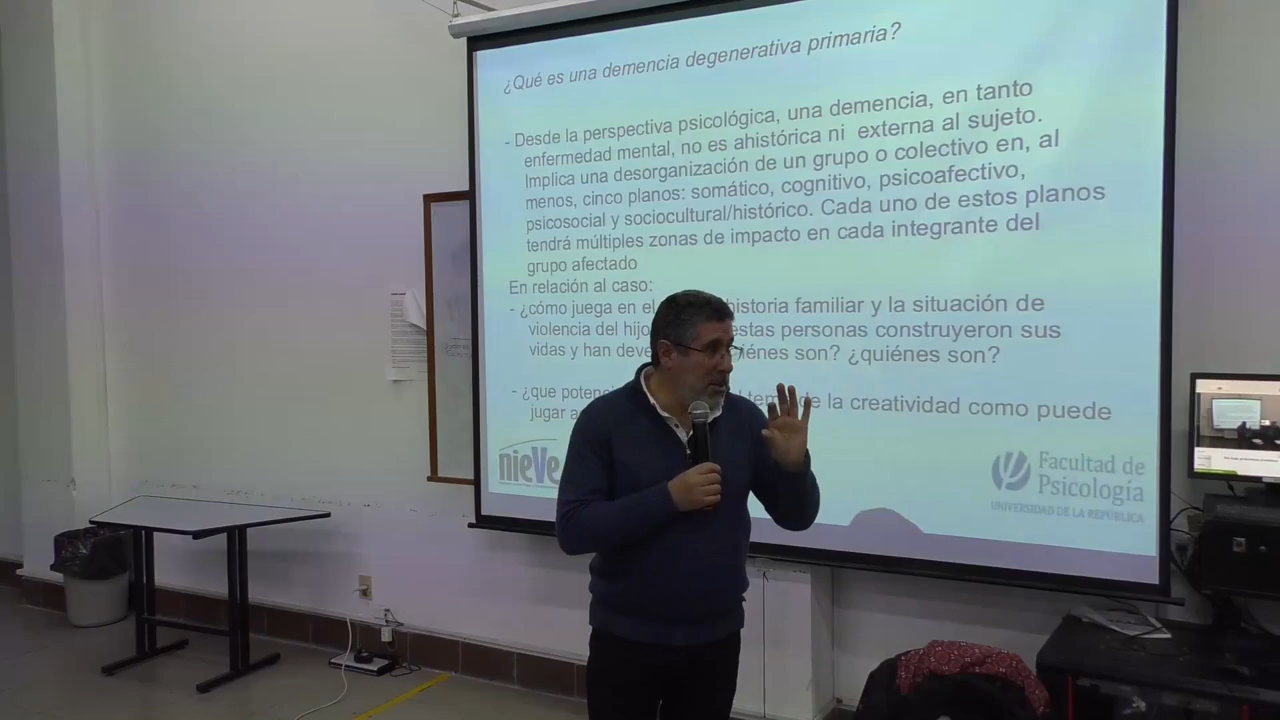 ¿Qué es una demencia degenerativa primaria?
- Desde la perspectiva psicológica, una demencia, en tanto
enfermedad mental, no es ahistórica ni externa al sujeto.
Implica una desorganización de un grupo o colectivo en, al
menos, cinco planos: somático, cognitivo, psicoafectivo,
psicosocial y sociocultural/histórico. Cada uno de estos planos
tendrá múltiples zonas de impacto en cada integrante del
grupo afectado
En relación al caso:
- ¿cómo juega en el historia familiar y la situación de
violencia del hijo estas personas construyeron sus
vidas y han son? ¿quiénes son?
- ¿que de la creatividad como puede
jugar
nieve
Facultad de
Psicología
UNIVERSIDAD DE LA REPÚBLICA